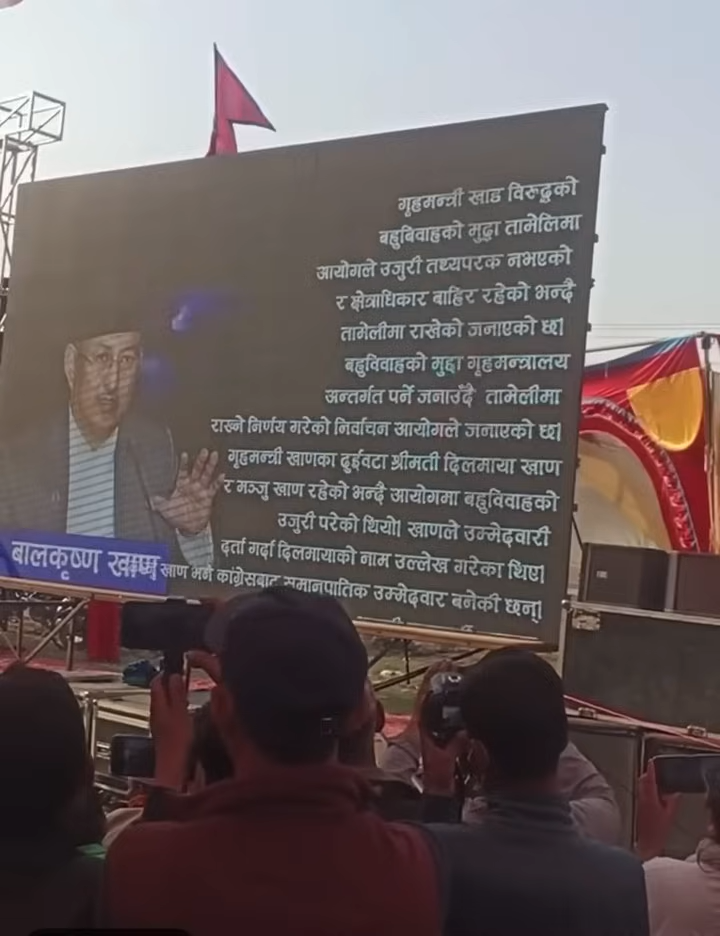 गृहमन्त्री खाड विरुद्धको
बहुबिवाहको मुद्दा तामेलिमा
आयोगले उजुरी तथ्यपरक नभएको
र क्षेत्राधिकार बाहिर रहेको भन्दै
तामेलीमा राखेको जनाएको छ।
बहुविवाहको मुद्दा गृहमन्त्रालय
अन्तर्गत पर्ने जनाउँदै तामेलीमा
राख्ने निर्णय गरेको निर्वाचन आयोगले जनाएको छ।
गृहमन्त्री खाणका दुईवटा श्रीमती दिलमाया खाण
र मञ्जु खाण रहेको भन्दै आयोगमा बहुविवाहको
उजुरी परेको थियो। खाणले उम्मेदवारी
दर्ता गर्दा दिलमायाको नाम उल्लेख गरेका थिए।
खाण भने कांग्रेसबाट समानुपातिक उम्मेदवार बनेकी छन्।
बालकृष्ण खाण